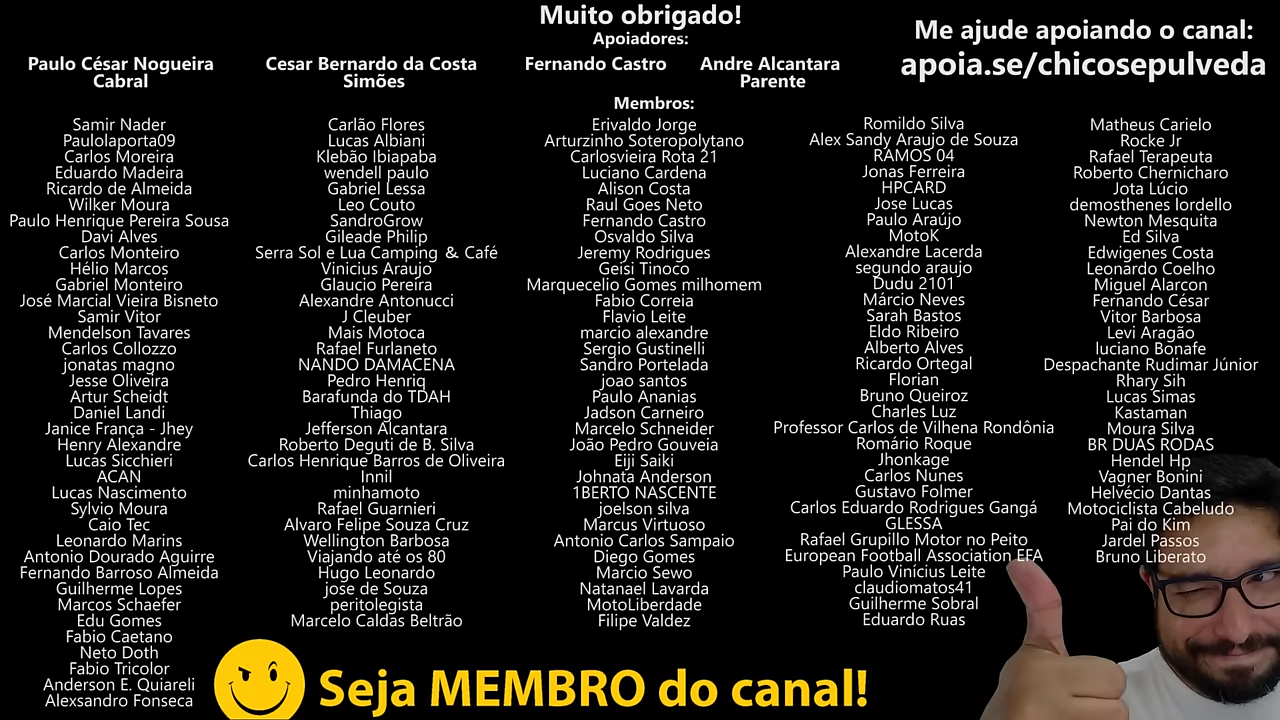 Muito obrigado!
Apoiadores:
Paulo César Nogueira
Cabral
Cesar Bernardo da Costa
Simões
Fernando Castro
Andre Alcantara
Parente
Me ajude apoiando o canal:
apoia.se/chicosepulveda
Membros:
Samir Nader
Paulolaporta09
Carlos Moreira
Eduardo Madeira
Ricardo de Almeida
Wilker Moura
Paulo Henrique Pereira Sousa
Davi Alves
Carlos Monteiro
Hélio Marcos
Gabriel Monteiro
José Marcial Vieira Bisneto
Samir Vitor
Mendelson Tavares
Carlos Collozzo
jonatas magno
Jesse Oliveira
Artur Scheidt
Daniel Landi
Janice França - Jhey
Henry Alexandre
Lucas Sicchieri
ACAN
Lucas Nascimento
Sylvio Moura
Caio Tec
Leonardo Marins
Antonio Dourado Aguirre
Fernando Barroso Almeida
Guilherme Lopes
Marcos Schaefer
Edu Gomes
Fabio Caetano
Neto Doth
Fabio Tricolor
Anderson E. Quiareli
Alexsandro Fonseca
Carlão Flores
Lucas Albiani
Klebão Ibiapaba
wendell paulo
Gabriel Lessa
Leo Couto
SandroGrow
Gileade Philip
Serra Sol e Lua Camping & Café
Vinicius Araujo
Glaucio Pereira
Alexandre Antonucci
J Cleuber
Mais Motoca
Rafael Furlaneto
NANDO DAMACENA
Pedro Henriq
Barafunda do TDAH
Thiago
Jefferson Alcantara
Roberto Deguti de B. Silva
Carlos Henrique Barros de Oliveira
Innil
minhamoto
Rafael Guarnieri
Alvaro Felipe Souza Cruz
Wellington Barbosa
Viajando até os 80
Hugo Leonardo
jose de Souza
peritolegista
Marcelo Caldas Beltrão
Erivaldo Jorge
Arturzinho Soteropolytano
Carlosvieira Rota 21
Luciano Cardena
Alison Costa
Raul Goes Neto
Fernando Castro
Osvaldo Silva
Jeremy Rodrigues
Geisi Tinoco
Marquecelio Gomes milhomem
Fabio Correia
Flavio Leite
marcio alexandre
Sergio Gustinelli
Sandro Portelada
joao santos
Paulo Ananias
Jadson Carneiro
Marcelo Schneider
João Pedro Gouveia
Eiji Saiki
Johnata Anderson
1BERTO NASCENTE
joelson silva
Marcus Virtuoso
Antonio Carlos Sampaio
Diego Gomes
Marcio Sewo
Natanael Lavarda
MotoLiberdade
Filipe Valdez
Romildo Silva
Alex Sandy Araujo de Souza
RAMOS 04
Jonas Ferreira
HPCARD
Jose Lucas
Paulo Araújo
MotoK
Alexandre Lacerda
segundo araujo
Dudu 2101
Márcio Neves
Sarah Bastos
Eldo Ribeiro
Alberto Alves
Ricardo Ortegal
Florian
Bruno Queiroz
Charles Luz
Professor Carlos de Vilhena Rondônia
Romário Roque
Jhonkage
Carlos Nunes
Gustavo Folmer
Carlos Eduardo Rodrigues Gangá
GLESSA
Rafael Grupillo Motor no Peito
European Football Association EFA
Paulo Vinícius Leite
claudiomatos41
Guilherme Sobral
Eduardo Ruas
Matheus Carielo
Rocke Jr
Rafael Terapeuta
Roberto Chernicharo
Jota Lúcio
demosthenes lordello
Newton Mesquita
Ed Silva
Edwigenes Costa
Leonardo Coelho
Miguel Alarcon
Fernando César
Vitor Barbosa
Levi Aragão
luciano Bonafe
Despachante Rudimar Júnior
Rhary Sih
Lucas Simas
Kastaman
Moura Silva
BR DUAS RODAS
Hendel Hp
Vagner Bonini
Helvécio Dantas
Motociclista Cabeludo
Pai do Kim
Jardel Passos
Bruno Liberato
Seja MEMBRO do canal!